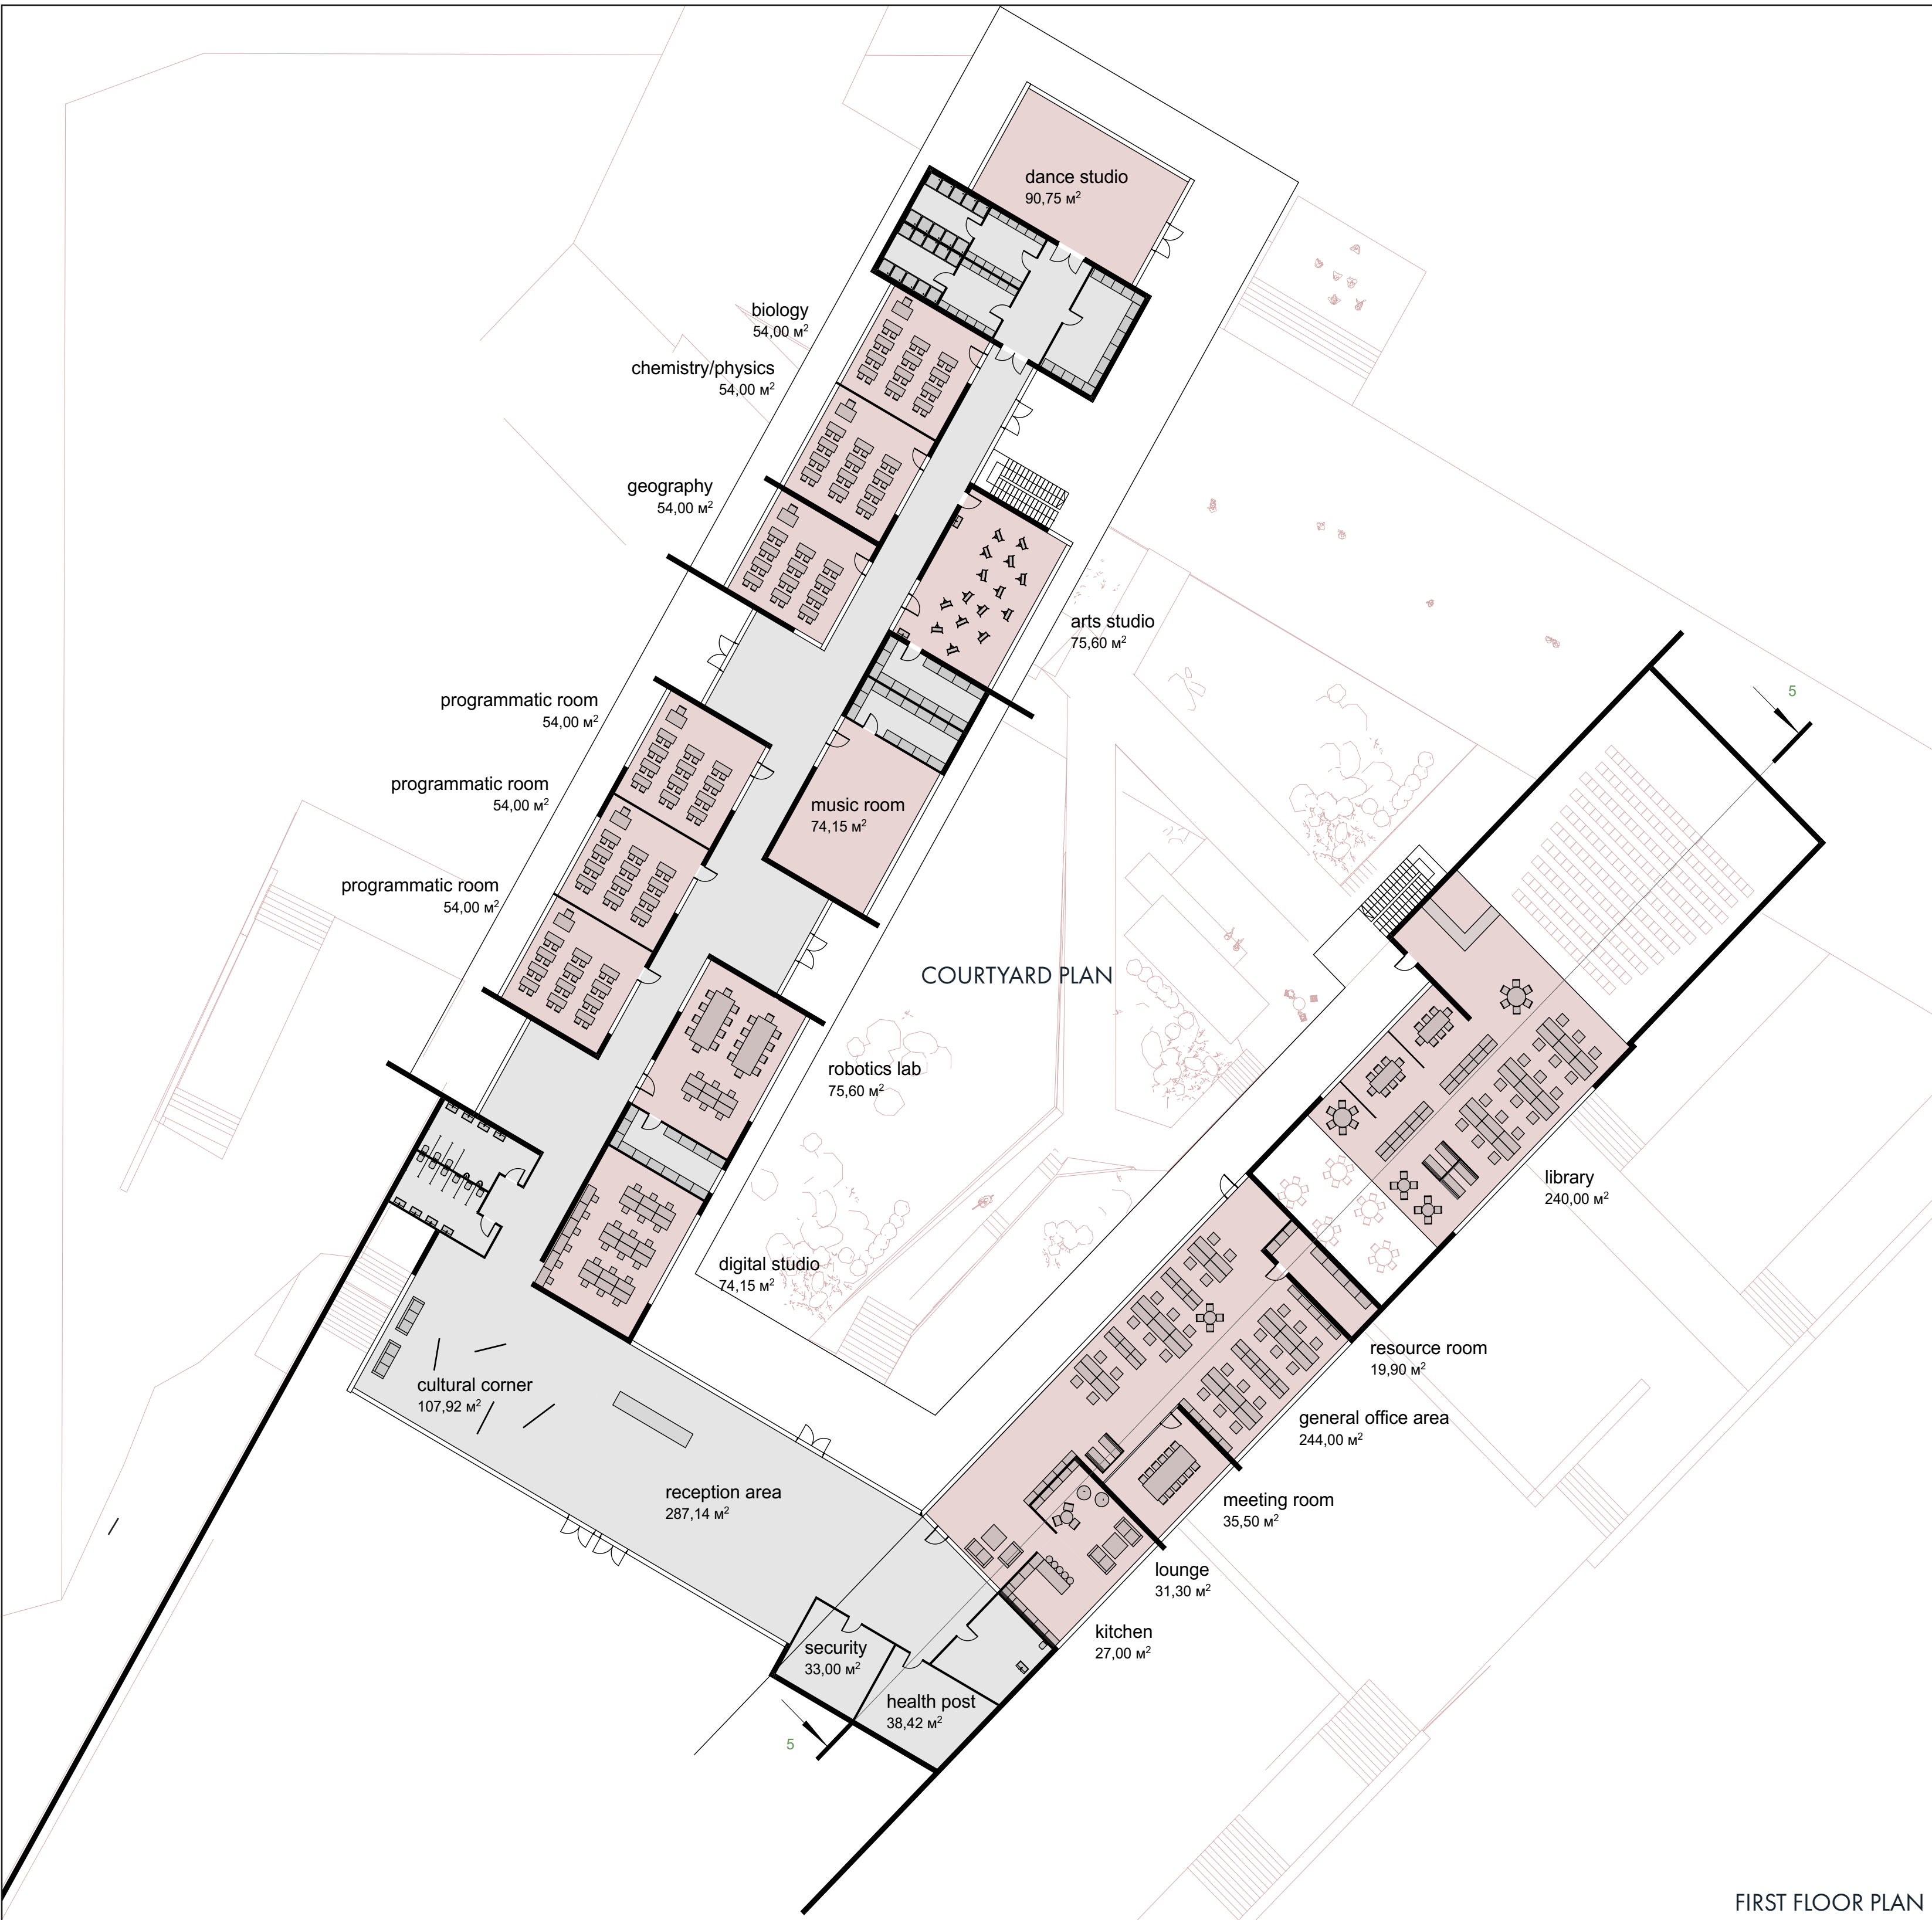 dance studio
90,75 м²
biology
54,00 м²
chemistry/physics
54,00 м²
geography
54,00 м²
arts studio
75,60 м²
5
programmatic room
54,00 м²
programmatic room
54,00 м²
music room
74,15 м²
programmatic room
54,00 м²
COURTYARD PLAN
robotics lab
75,60 м²
library
240,00 м²
digital studio
74,15 м²
resource room
19,90 м²
cultural corner
107,92 м²
general office area
244,00 м²
reception area
287,14 м²
meeting room
35,50 м²
lounge
31,30 м²
kitchen
27,00 м²
security
33,00 м²
health post
38,42 м²
5
FIRST FLOOR PLAN